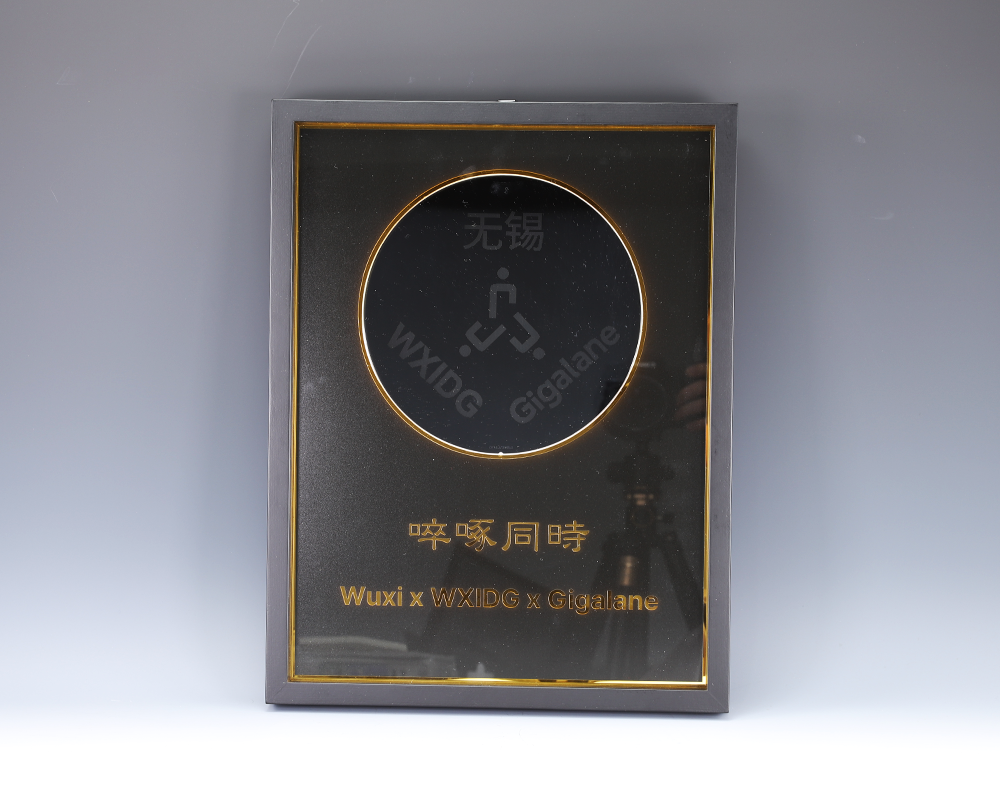 无锡
WXIDG
Gigalane
啐啄同時
Wuxi x WXIDG x Gigalane